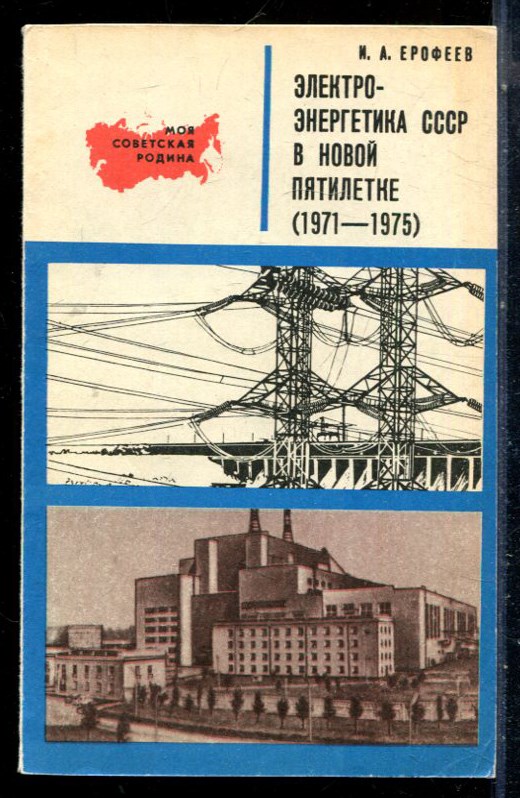 И. А. ЕРОФЕЕВ
ЭЛЕКТРО-
ЭНЕРГЕТИКА СССР
В НОВОЙ
ПЯТИЛЕТКЕ
(1971—1975)
МОЯ
СОВЕТСКАЯ
РОДИНА